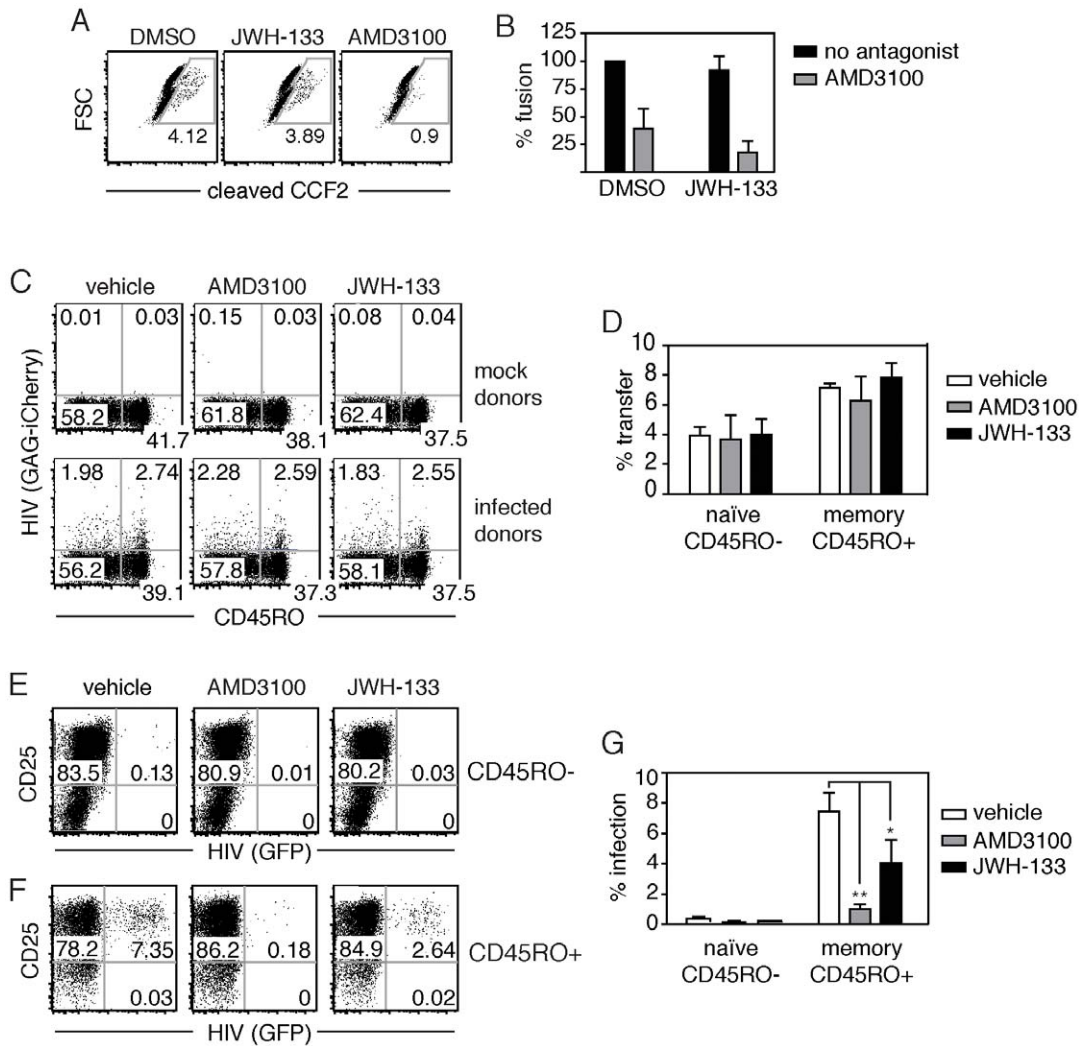 A
DMSO JWH-133 AMD3100
FSC
4.12 3.89 0.9
cleaved CCF2
B
125
100
75
50
25
% fusion
DMSO JWH-133
no antagonist
AMD3100
C
vehicle AMD3100 JWH-133
HIV (GAG-iCherry)
0.01 0.03 0.15 0.03 0.08 0.04
mock
donors
58.2 61.8 62.4
41.7 38.1 37.5
1.98 2.74 2.28 2.59 1.83 2.55
infected
donors
56.2 57.8 58.1
39.1 37.3 37.5
CD45RO
D
10
8
6
4
2
0
% transfer
naïve memory
CD45RO- CD45RO+
vehicle
AMD3100
JWH-133
E
vehicle AMD3100 JWH-133
CD25
83.5 0.13 80.9 0.01 80.2 0.03
CD45RO-
0 0 0
HIV (GFP)
F
CD25
78.2 7.35 86.2 0.18 84.9 2.64
CD45RO+
0.03 0 0.02
HIV (GFP)
G
10
8
6
4
2
0
% infection
*
**
naïve memory
CD45RO- CD45RO+
vehicle
AMD3100
JWH-133